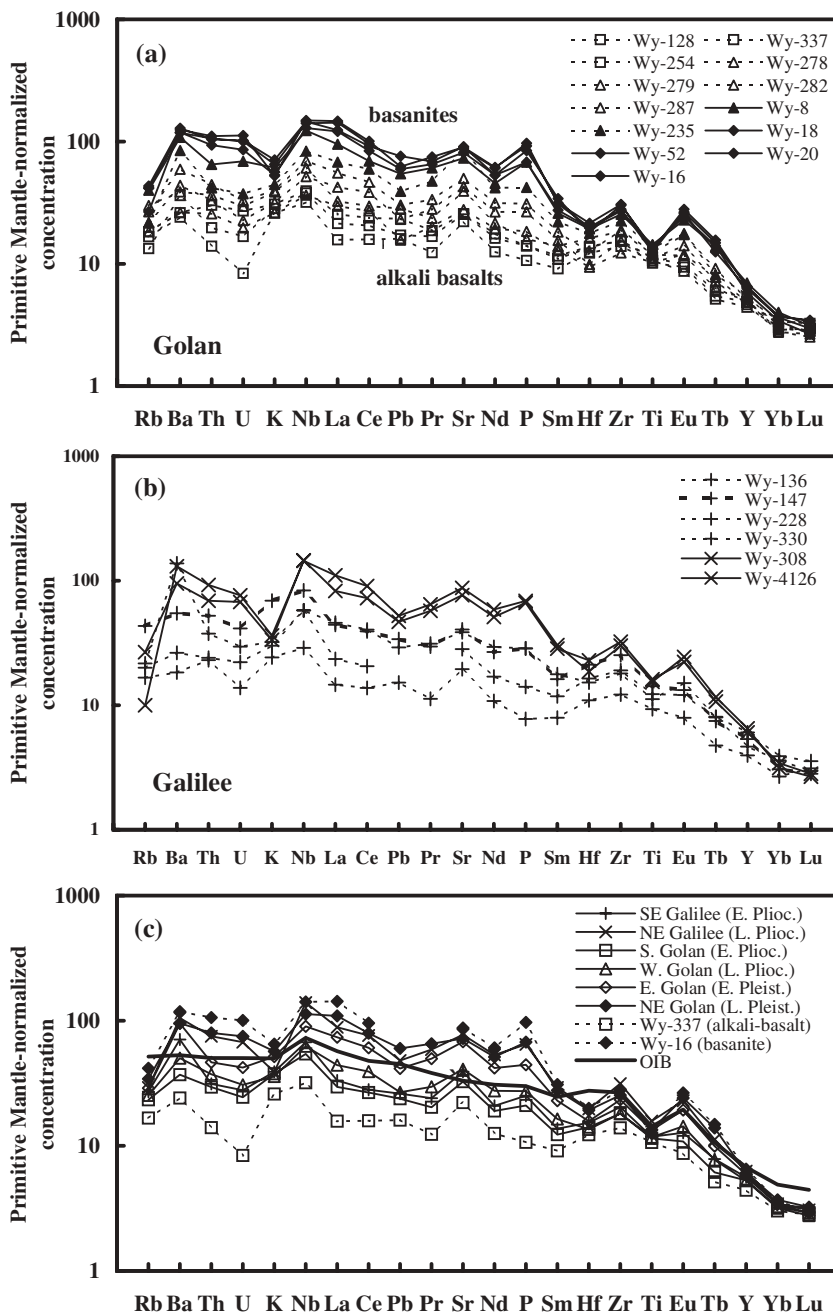 Primitive Mantle-normalized
concentration
1000
100
10
1
(a)
basanites
alkali basalts
Golan
Wy-128
Wy-337
Wy-254
Wy-278
Wy-279
Wy-282
Wy-287
Wy-8
Wy-235
Wy-18
Wy-52
Wy-20
Wy-16
Rb Ba Th U K Nb La Ce Pb Pr Sr Nd P Sm Hf Zr Ti Eu Tb Y Yb Lu
Primitive Mantle-normalized
concentration
1000
100
10
1
(b)
Galilee
Wy-136
Wy-147
Wy-228
Wy-330
Wy-308
Wy-4126
Rb Ba Th U K Nb La Ce Pb Pr Sr Nd P Sm Hf Zr Ti Eu Tb Y Yb Lu
Primitive Mantle-normalized
concentration
1000
100
10
1
(c)
SE Galilee (E. Plioc.)
NE Galilee (L. Plioc.)
S. Golan (E. Plioc.)
W. Golan (L. Plioc.)
E. Golan (E. Pleist.)
NE Golan (L. Pleist.)
Wy-337 (alkali-basalt)
Wy-16 (basanite)
OIB
Rb Ba Th U K Nb La Ce Pb Pr Sr Nd P Sm Hf Zr Ti Eu Tb Y Yb Lu